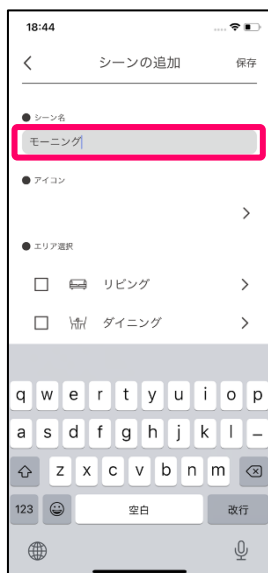 18:44
シーンの追加
保存
シーン名
モーニング
アイコン
エリア選択
リビング
ダイニング
q w e r t y u i o p
a s d f g h j k l –
z x c v b n m
123 空白 改行